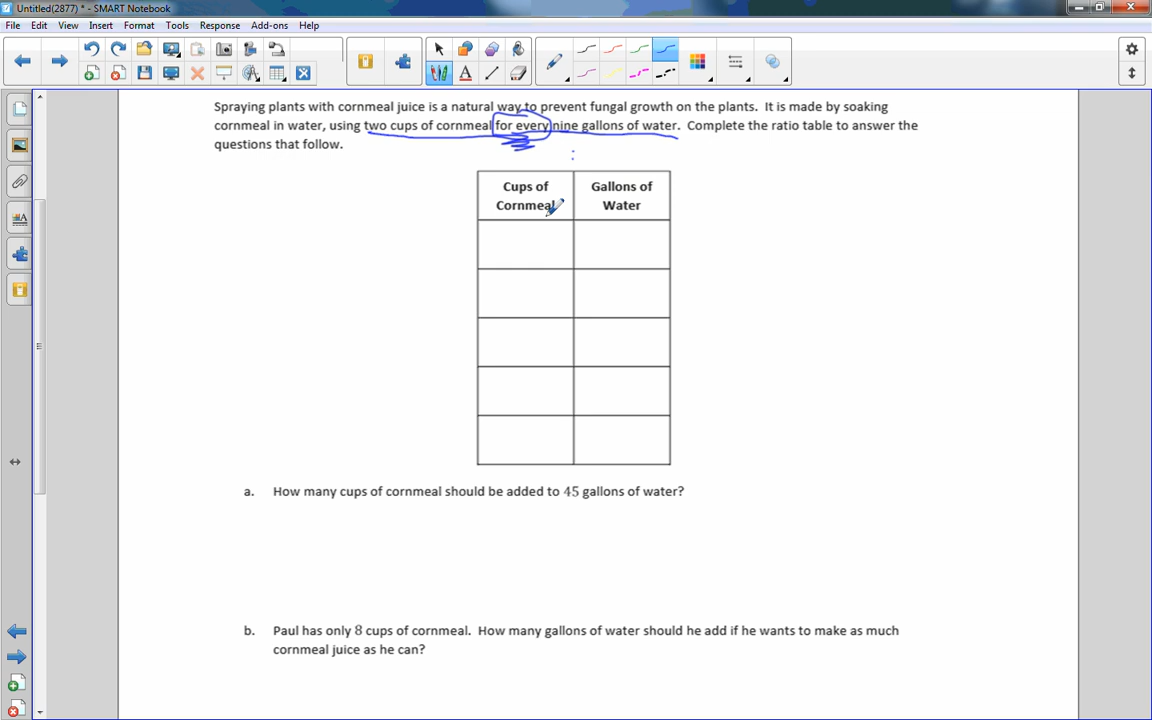 Untitled(2877) * - SMART Notebook
File Edit View Insert Format Tools Response Add-ons Help
Spraying plants with cornmeal juice is a natural way to prevent fungal growth on the plants. It is made by soaking
cornmeal in water, using two cups of cornmeal for every nine gallons of water. Complete the ratio table to answer the
questions that follow.
:
Cups of Gallons of
Cornmeal Water
a. How many cups of cornmeal should be added to 45 gallons of water?
b. Paul has only 8 cups of cornmeal. How many gallons of water should he add if he wants to make as much
cornmeal juice as he can?